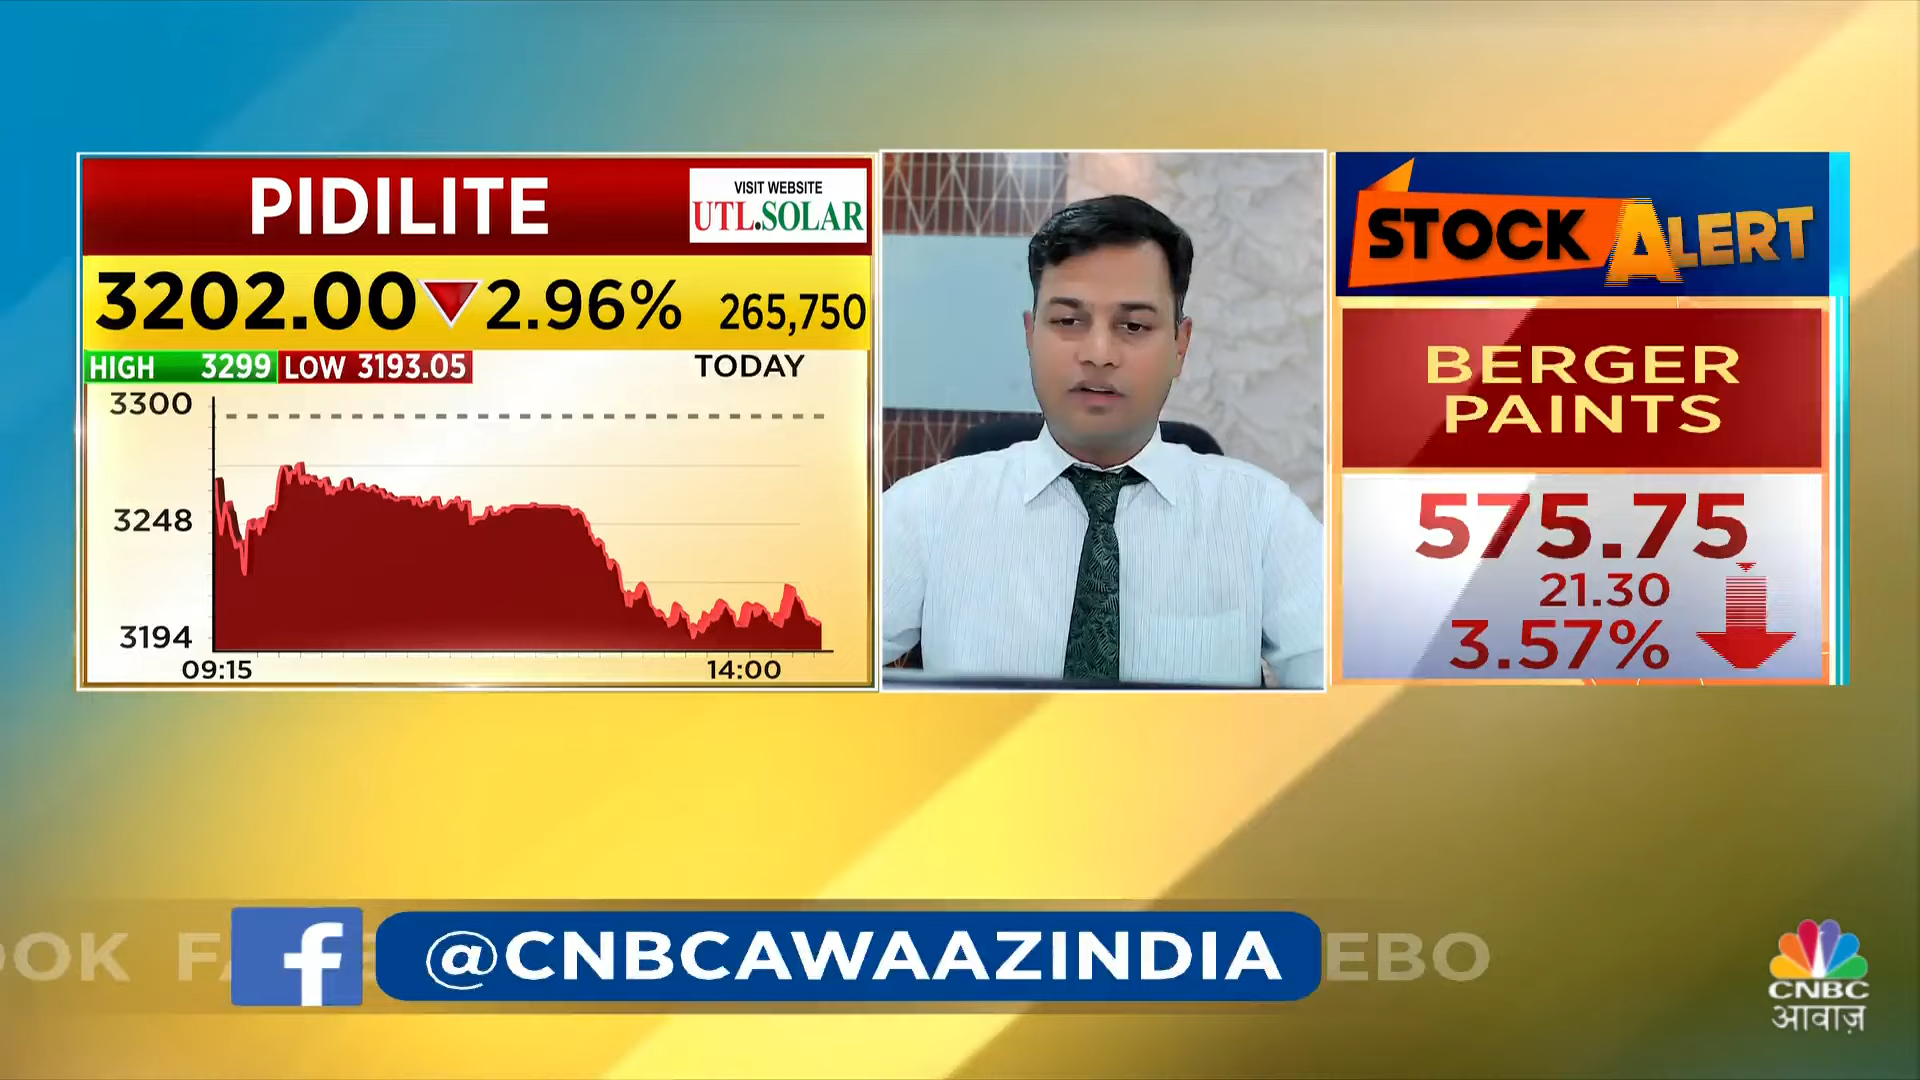 PIDILITE
VISIT WEBSITE
UTL.SOLAR
3202.00 2.96% 265,750
HIGH 3299 LOW 3193.05 TODAY
3300
3248
3194
09:15 14:00
STOCK ALERT
BERGER
PAINTS
575.75
21.30
3.57%
OOK FA f @CNBCAWAAZINDIA EBO
CNBC
आवाज़